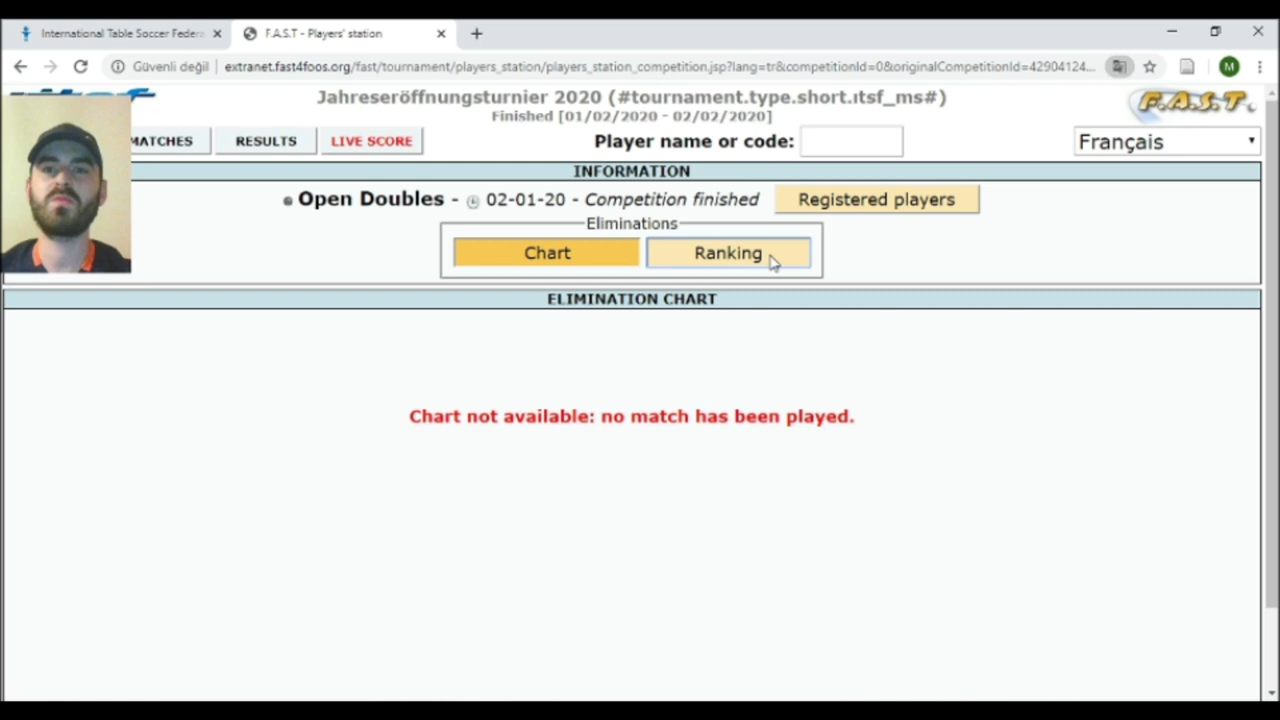 International Table Soccer Federa
F.A.S.T - Players' station
Güvenli değil
extranet.fast4foos.org/fast/tournament/players_station/players_station_competition.jsp?lang=tr&competitionId=0&originalCompetitionId=42904124...
M
Jahreseröffnungsturnier 2020 (#tournament.type.short.ıtsf_ms#)
Finished [01/02/2020 - 02/02/2020]
F.A.S.T.
MATCHES
RESULTS
LIVE SCORE
Player name or code:
Français
INFORMATION
Open Doubles - 02-01-20 - Competition finished
Registered players
Eliminations
Chart
Ranking
ELIMINATION CHART
Chart not available: no match has been played.